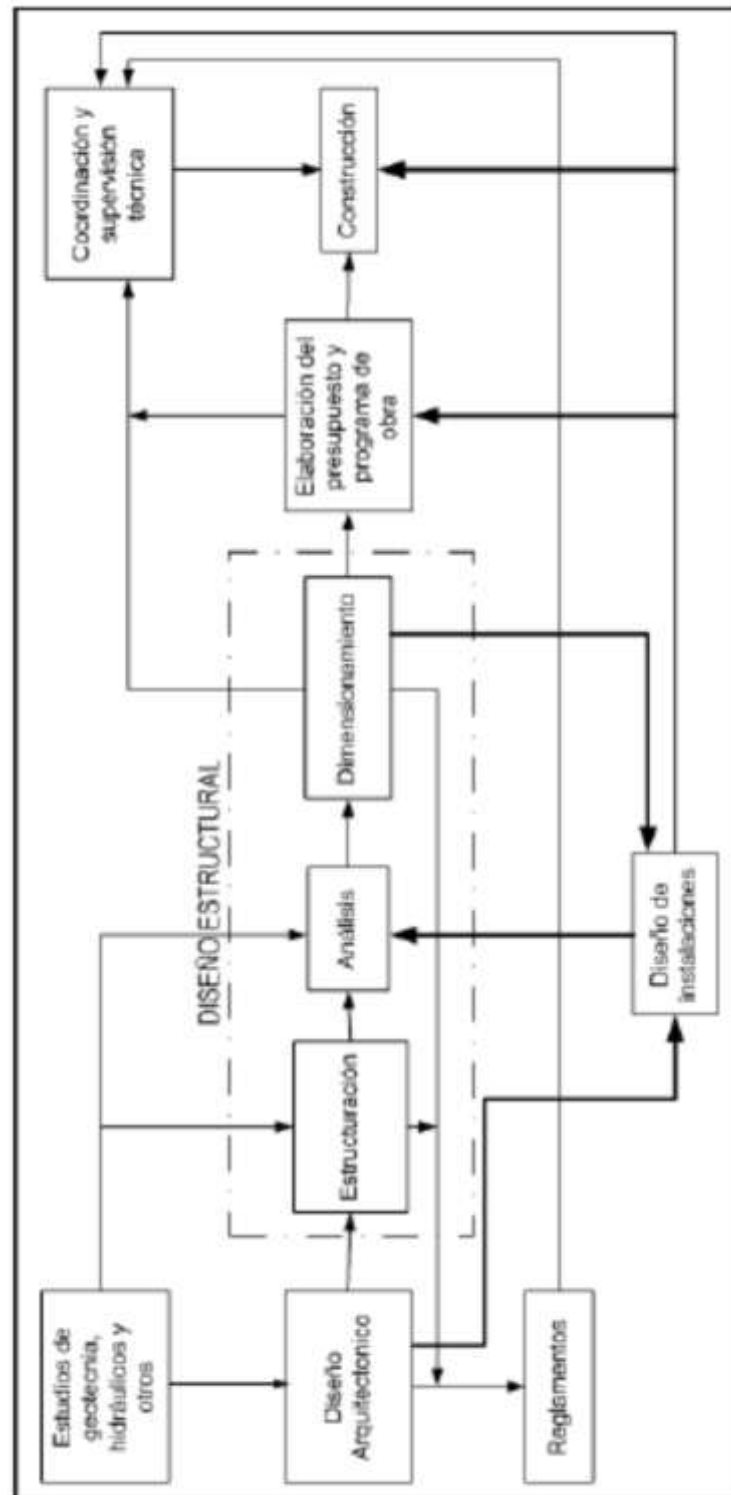 Estudios de
geotecnia,
hidráulicos y
otros
Diseño
Arquitectonico
Reglamentos
DISEÑO ESTRUCTURAL
Estructuración
Análisis
Dimensionamiento
Diseño de
instalaciones
Elaboración del
presupuesto y
programa de
obra
Coordinación y
supervisión
técnica
Construcción